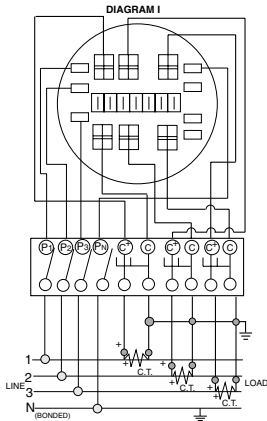 DIAGRAM I
P1 P2 P3 PN C+ C C+ C C+ C
+
1
C.T.
+
2
LINE
C.T.
LOAD
+
3
C.T.
N
(BONDED)